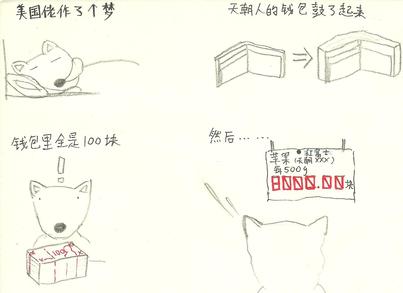 美国佬作了个梦
天朝人的钱包鼓了起来
钱包里全是100块
!
100
然后……
苹果 红富士
(天朝XXX)
每500g
8000.00块